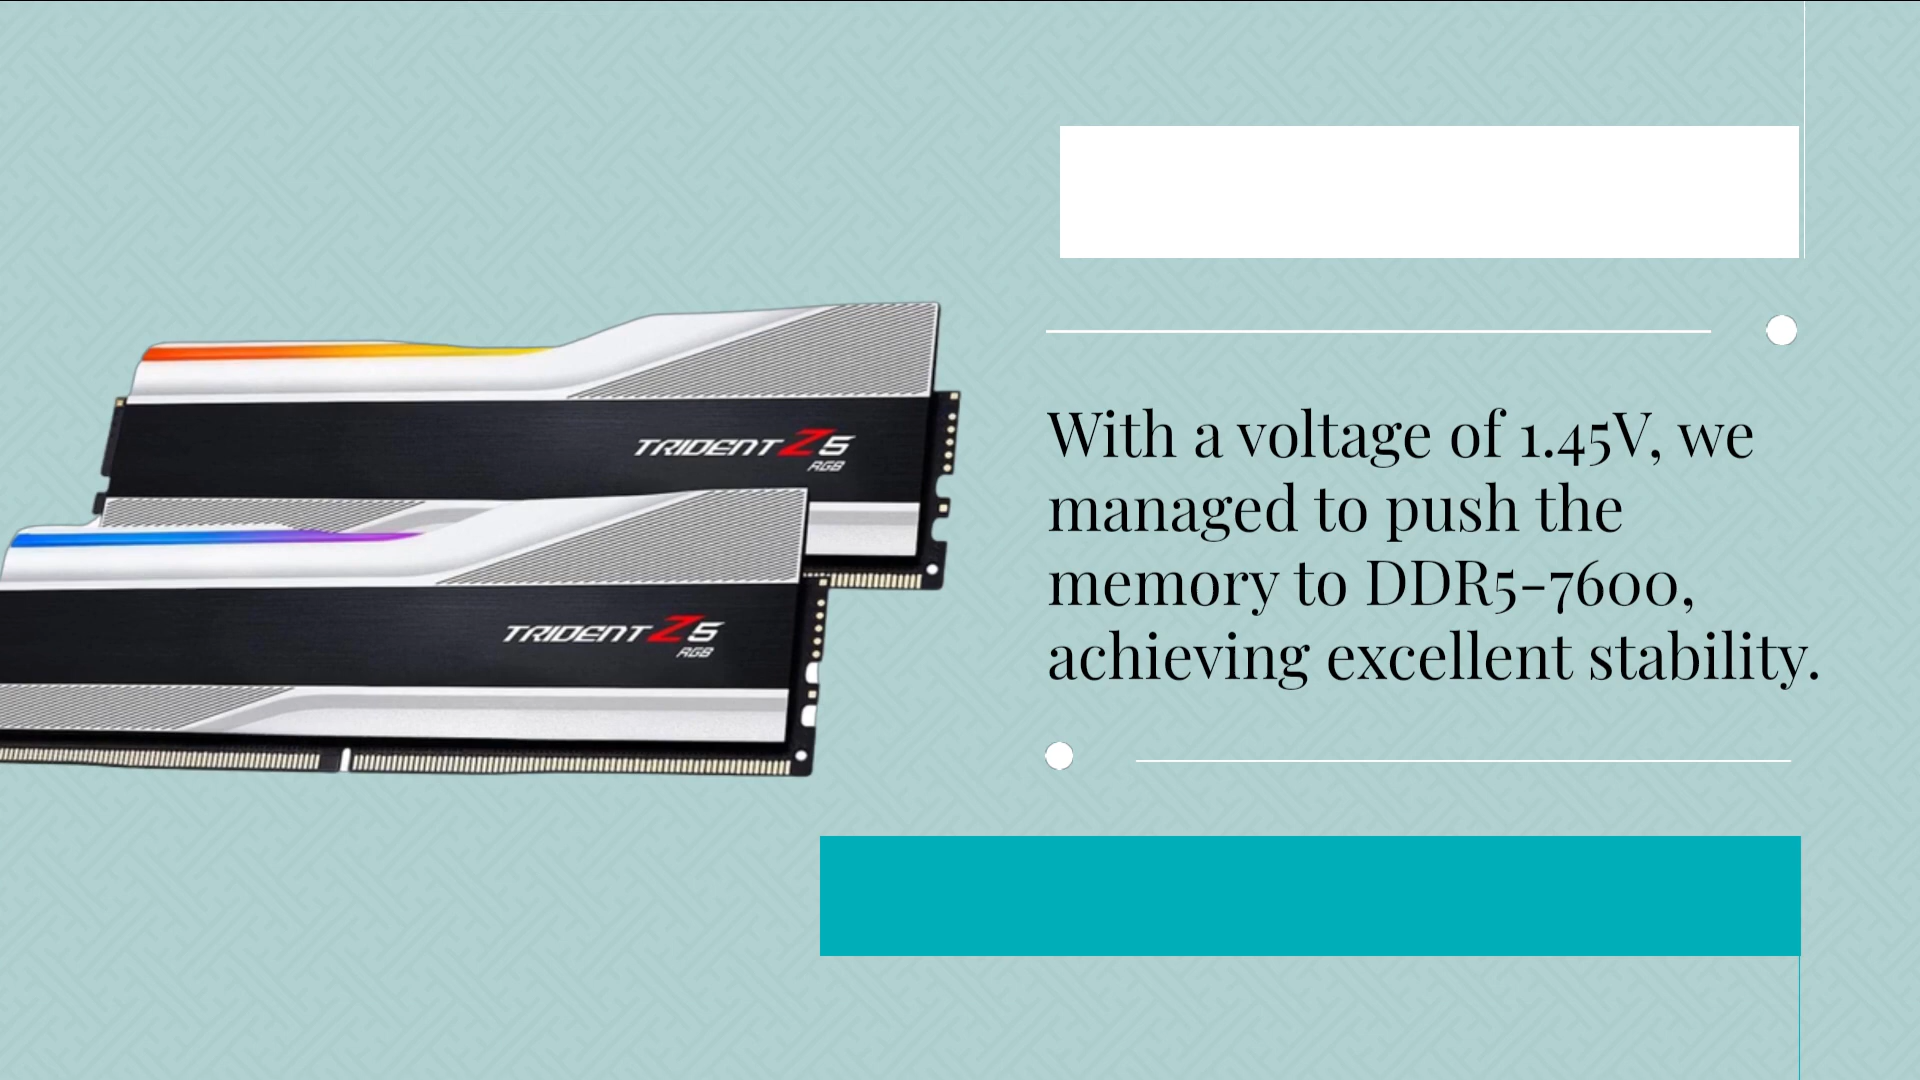 TRIDENT Z5
RGB
TRIDENT Z5
RGB
With a voltage of 1.45V, we
managed to push the
memory to DDR5-7600,
achieving excellent stability.